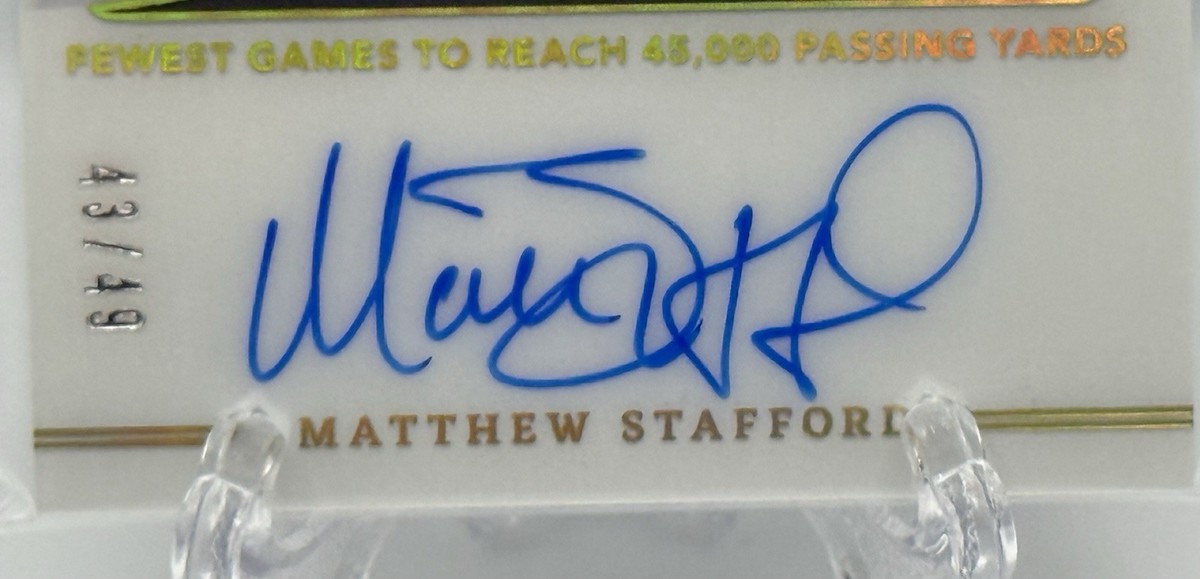 FEWEST GAMES TO REACH 45,000 PASSING YARDS
43/49
MATTHEW STAFFORD